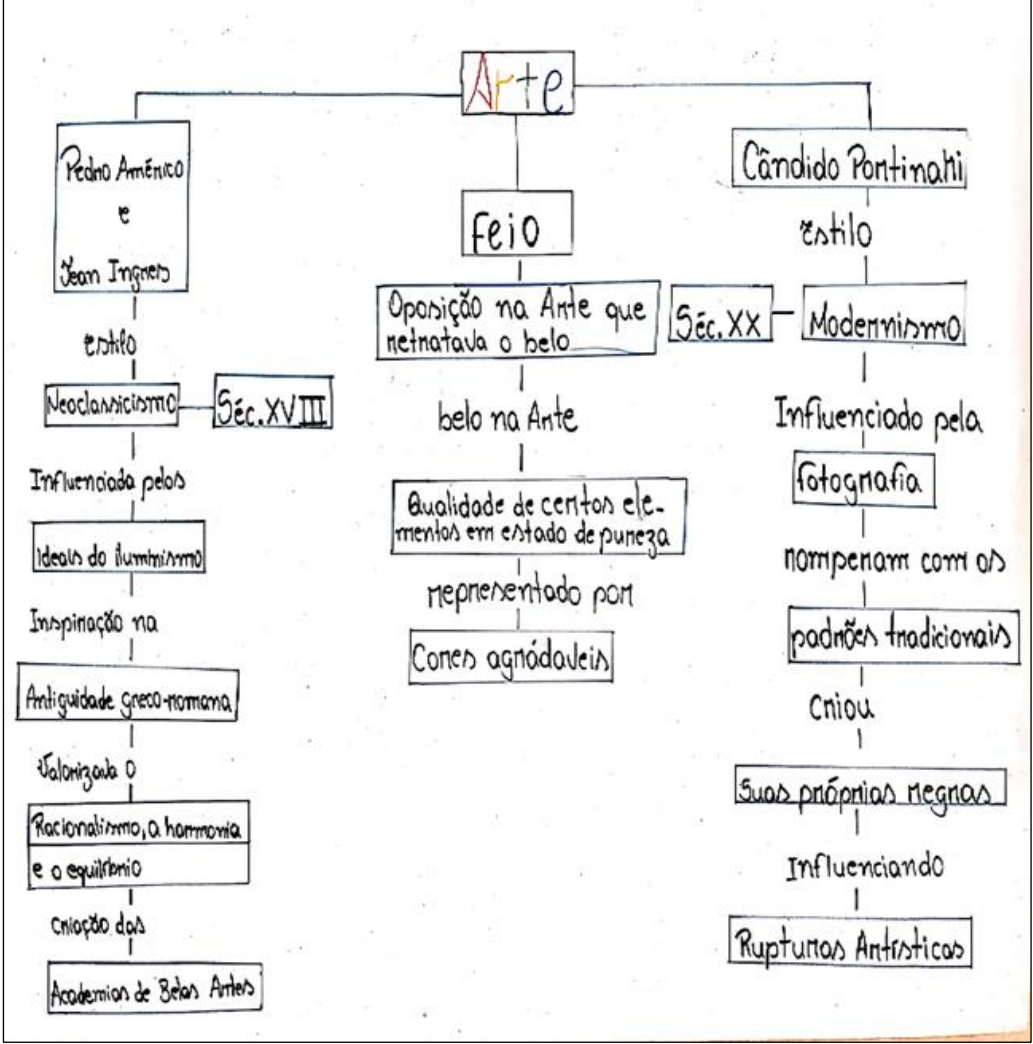 Arte
Pedro Américo
e
Jean Ingres
estilo
Neoclassicismo
Séc. XVIII
Influenciada pelos
ideais do iluminismo
Inspiração na
Antiguidade greco-romana
Valorizava o
Racionalismo, a harmonia
e o equilíbrio
criação das
Academias de Belas Artes
Feio
Oposição na Arte que
retratava o belo
belo na Arte
Qualidade de certos ele-
mentos em estado de pureza
representado por
Cores agrádaveis
Cândido Portinari
Estilo
Séc. XX
Modernismo
Influenciado pela
fotografia
romperam com os
padrões tradicionais
Criou
Suas próprias regras
Influenciando
Rupturas Artísticas